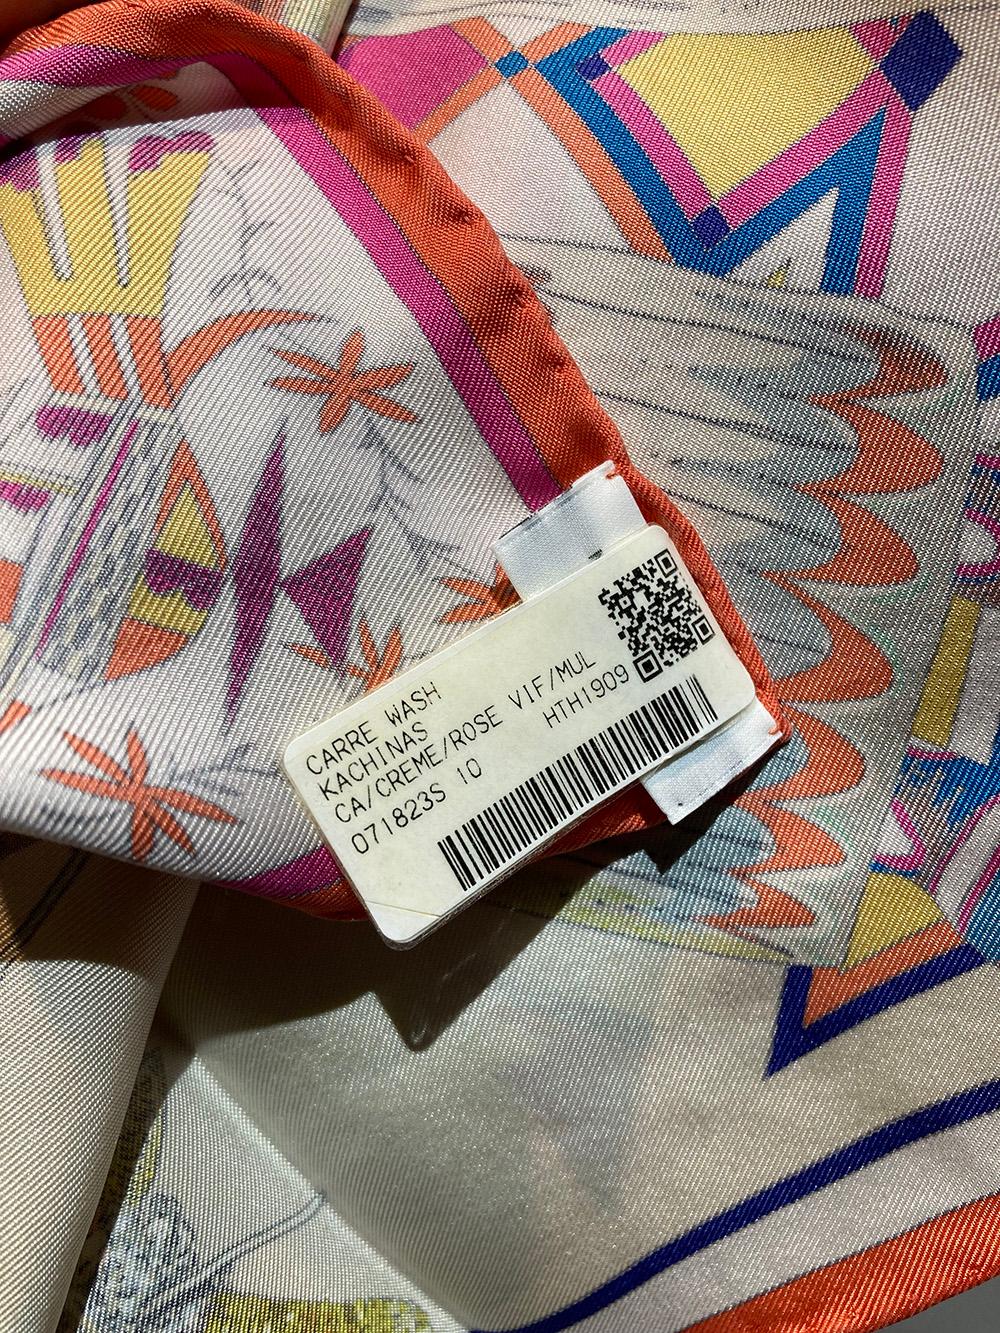 CARRE WASH
KACHINAS
CA/CREME/ROSE VIF/MUL
071823S 10
HTH1909